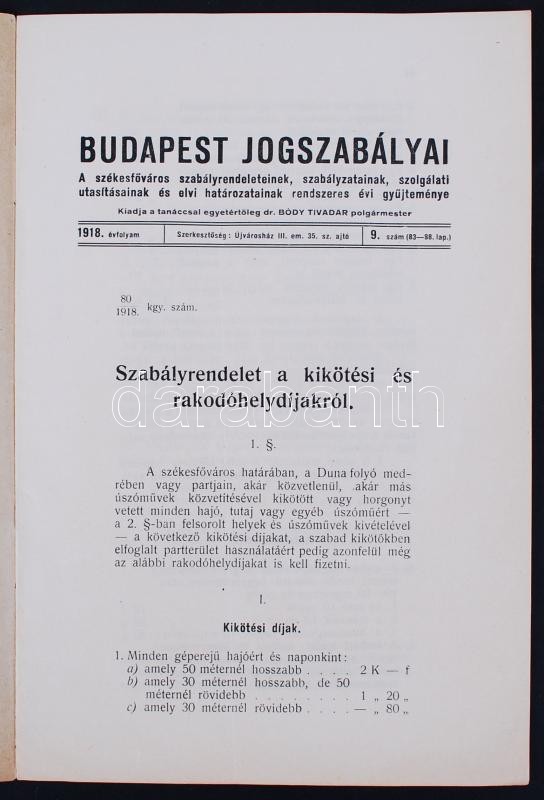 BUDAPEST JOGSZABÁLYAI
A székesfőváros szabályrendeleteinek, szabályzatainak, szolgálati
utasításainak és elvi határozatainak rendszeres évi gyűjteménye
Kiadja a tanáccsal egyetértőleg dr. BÓDY TIVADAR polgármester
1918. évfolyam Szerkesztőség: Újvárosház III. em. 35. sz. ajtó 9. szám (83—98. lap.)
80
1918. kgy. szám.
Szabályrendelet a kikötési és
rakodóhelydíjakról.
darabanth
1. §.
A székesfőváros határában, a Duna folyó med-
rében vagy partjain, akár közvetlenül, akár más
úszóművek közvetítésével kikötött vagy horgonyt
vetett minden hajó, tutaj vagy egyéb úszóműért —
a 2. §-ban felsorolt helyek és úszóművek kivételével
— a következő kikötési díjakat, a szabad kikötőkben
elfoglalt partterület használatáért pedig azonfelül még
az alábbi rakodóhelydíjakat is kell fizetni.
I.
Kikötési díjak.
1. Minden géperejű hajóért és naponkint:
a) amely 50 méternél hosszabb . . . . 2 K — f
b) amely 30 méternél hosszabb, de 50
méternél rövidebb . . . . . . . . 1 „ 20 „
c) amely 30 méternél rövidebb . . . . — „ 80 „